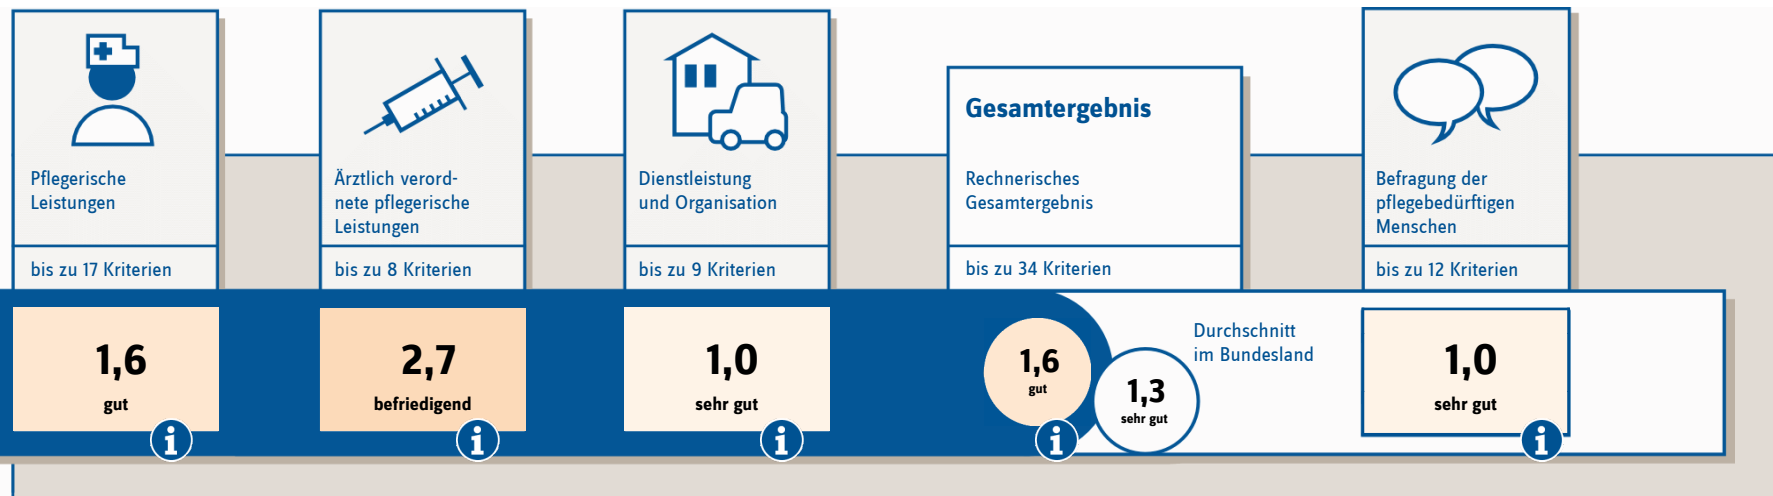 Pflegerische
Leistungen
bis zu 17 Kriterien
1,6
gut
i
Ärztlich verord-
nete pflegerische
Leistungen
bis zu 8 Kriterien
2,7
befriedigend
i
Dienstleistung
und Organisation
bis zu 9 Kriterien
1,0
sehr gut
i
Gesamtergebnis
Rechnerisches
Gesamtergebnis
bis zu 34 Kriterien
1,6
gut
i
1,3
sehr gut
Durchschnitt
im Bundesland
Befragung der
pflegebedürftigen
Menschen
bis zu 12 Kriterien
1,0
sehr gut
i